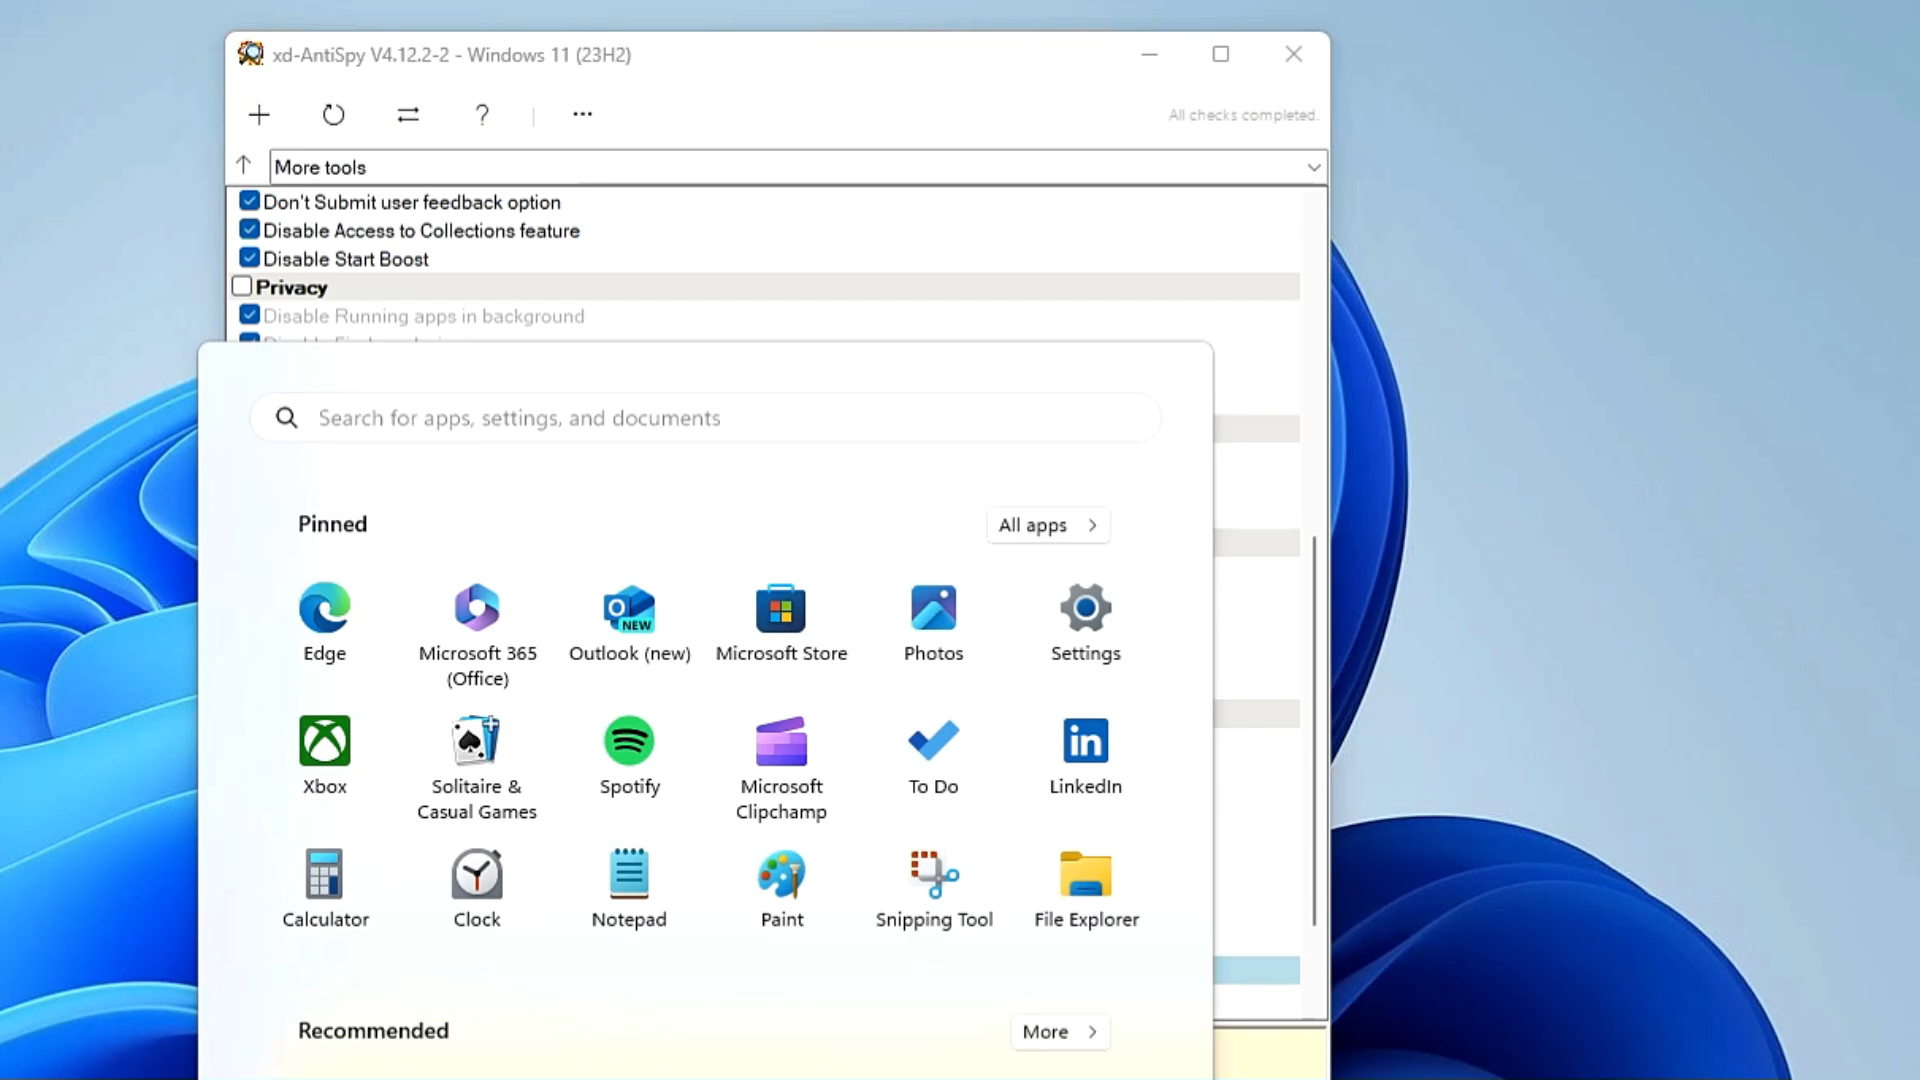 xd-AntiSpy V4.12.2-2 - Windows 11 (23H2)
All checks completed.
More tools
Don't Submit user feedback option
Disable Access to Collections feature
Disable Start Boost
Privacy
Disable Running apps in background
Search for apps, settings, and documents
Pinned
All apps
Edge
Microsoft 365
(Office)
Outlook (new)
Microsoft Store
Photos
Settings
Xbox
Solitaire &
Casual Games
Spotify
Microsoft
Clipchamp
To Do
LinkedIn
Calculator
Clock
Notepad
Paint
Snipping Tool
File Explorer
Recommended
More